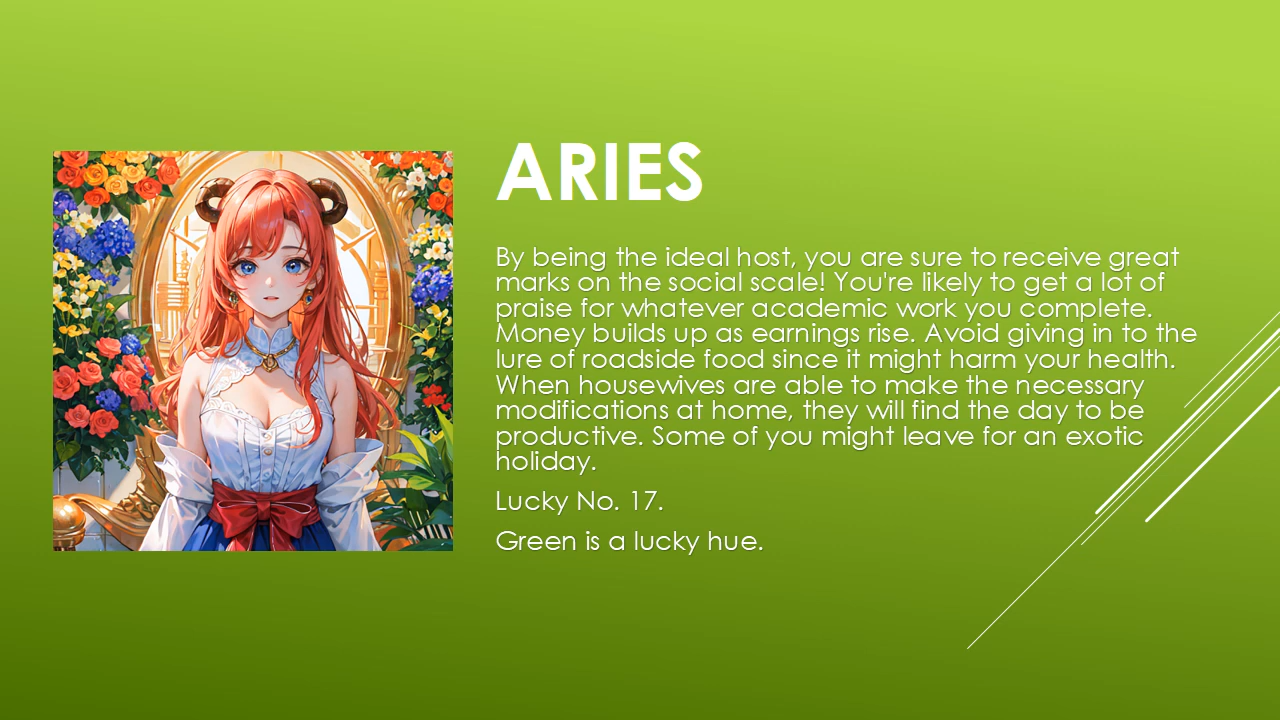 ARIES
By being the ideal host, you are sure to receive great
marks on the social scale! You're likely to get a lot of
praise for whatever academic work you complete.
Money builds up as earnings rise. Avoid giving in to the
lure of roadside food since it might harm your health.
When housewives are able to make the necessary
modifications at home, they will find the day to be
productive. Some of you might leave for an exotic
holiday.
Lucky No. 17.
Green is a lucky hue.